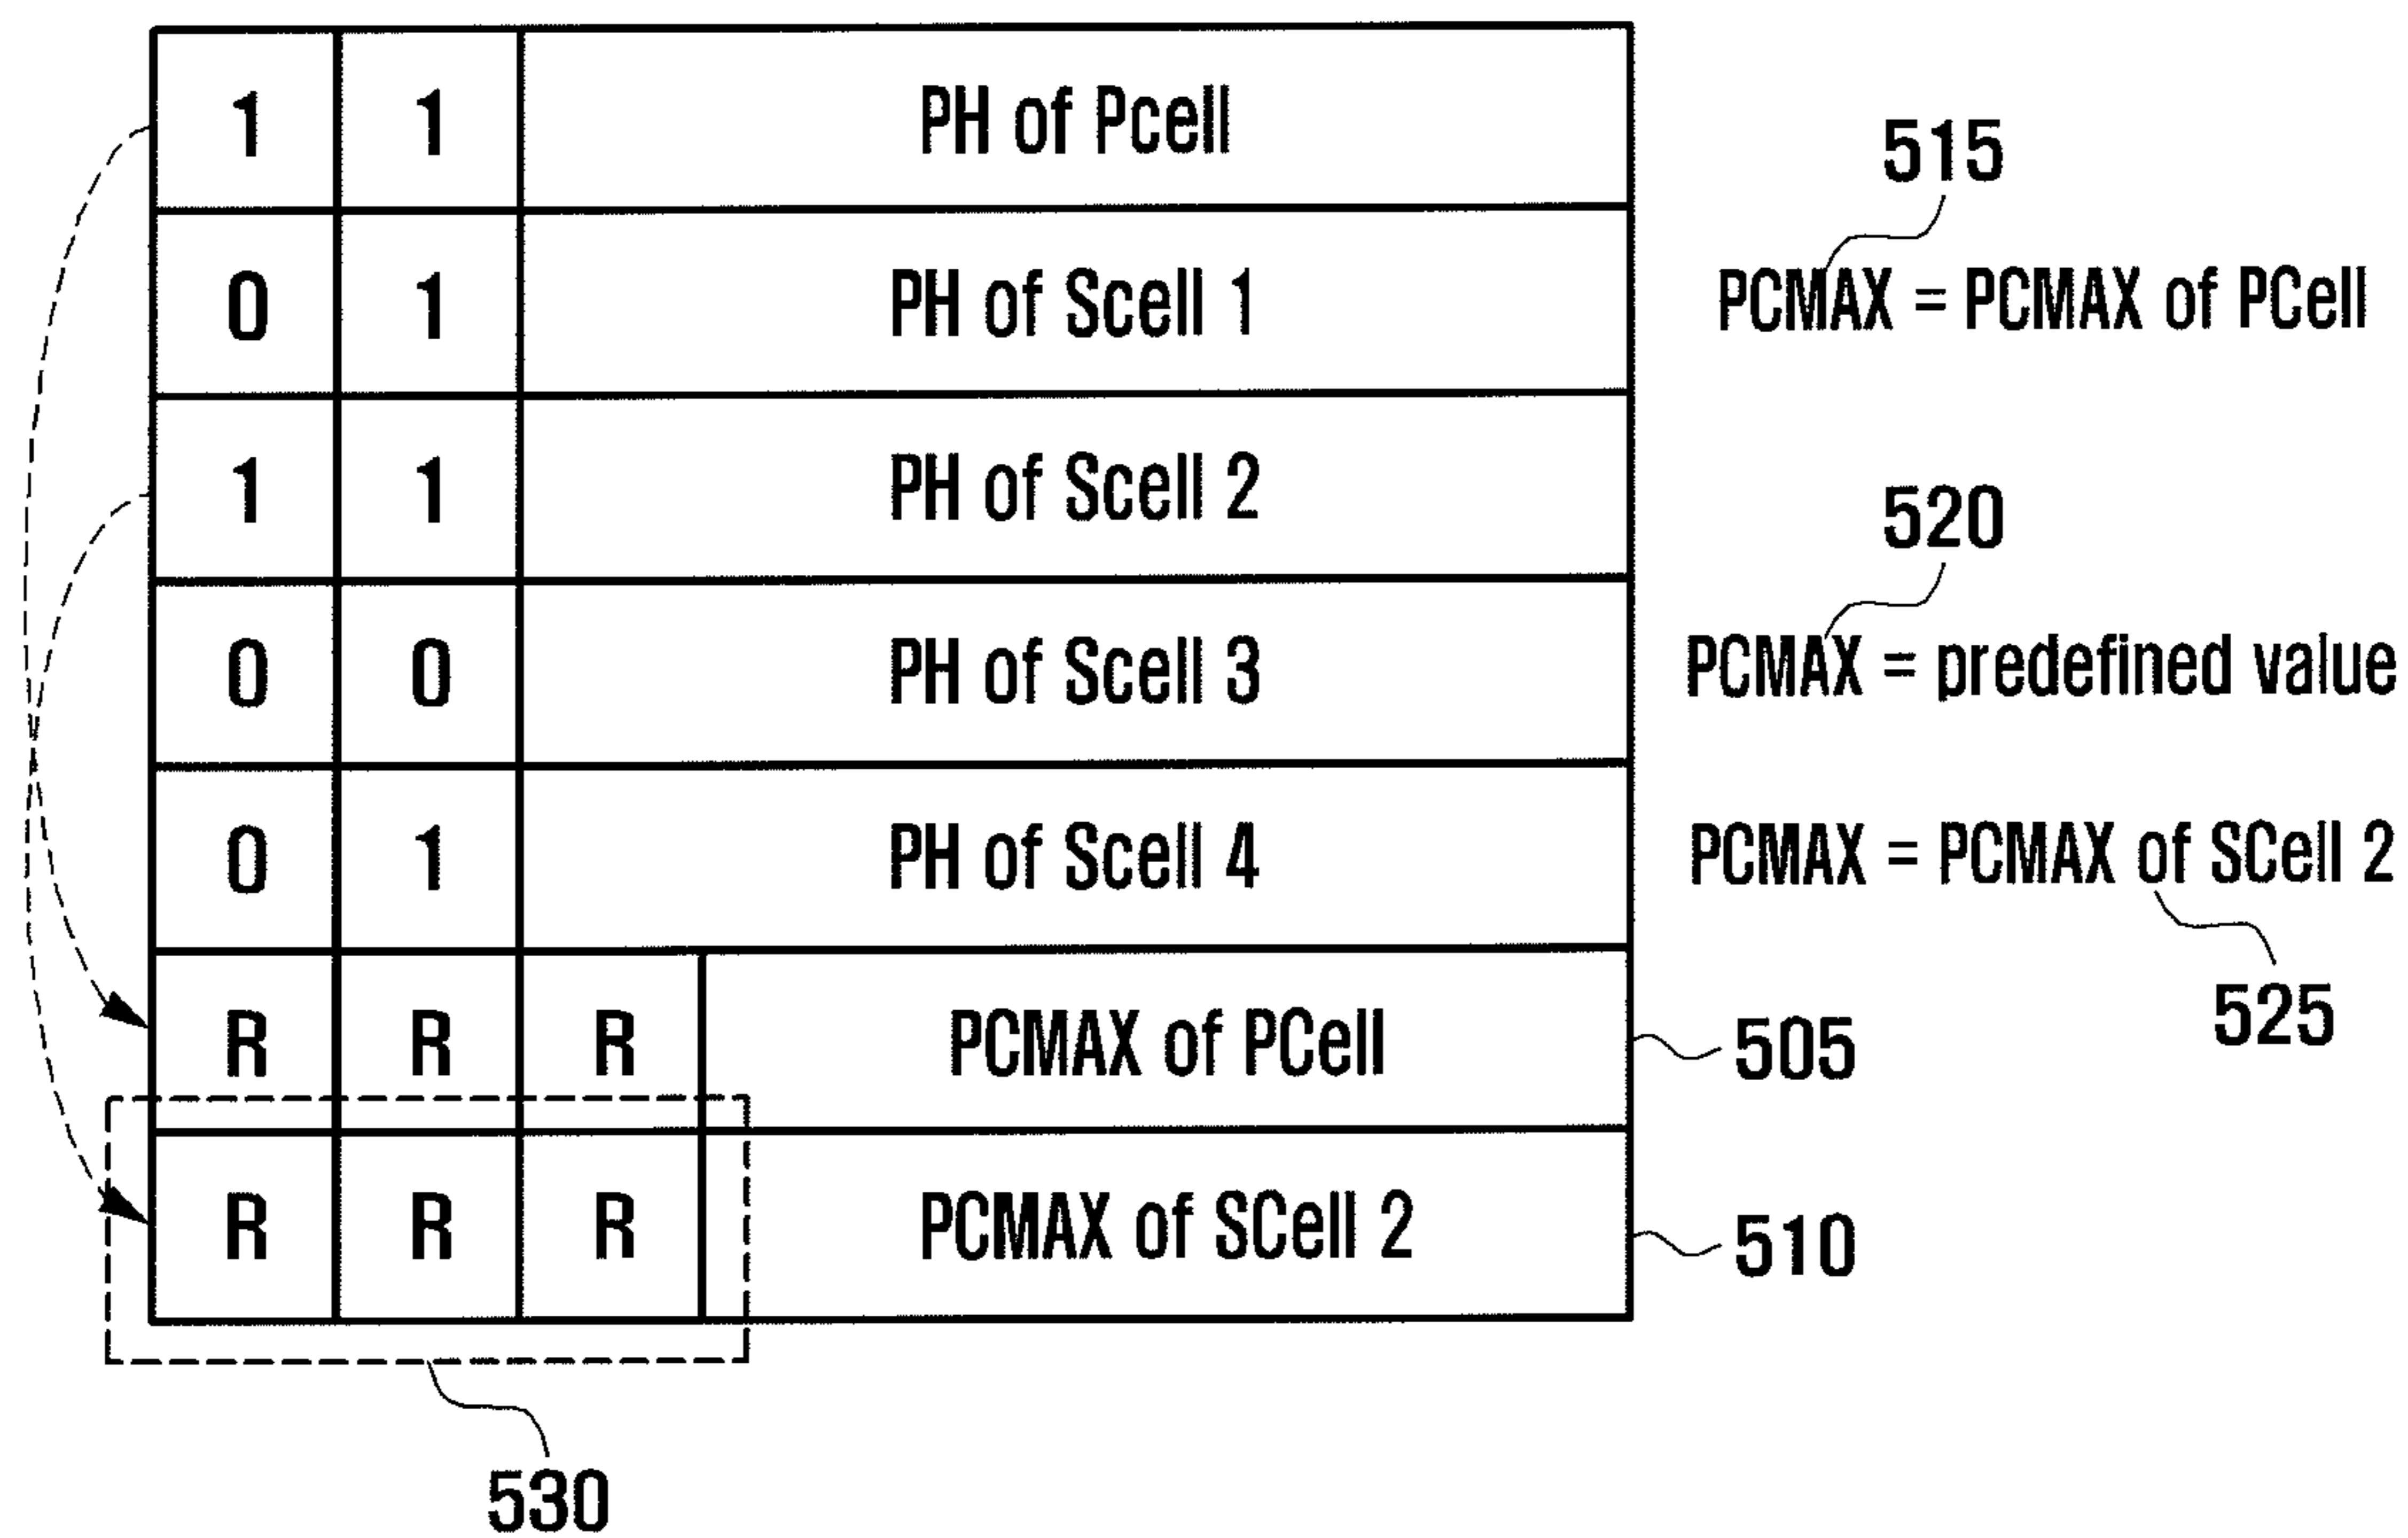 1 1 PH of Pcell
515
0 1 PH of Scell 1 PCMAX = PCMAX of PCell
1 1 PH of Scell 2
520
0 0 PH of Scell 3 PCMAX = predefined value
0 1 PH of Scell 4 PCMAX = PCMAX of SCell 2
525
R R R PCMAX of PCell 505
R R R PCMAX of SCell 2 510
530